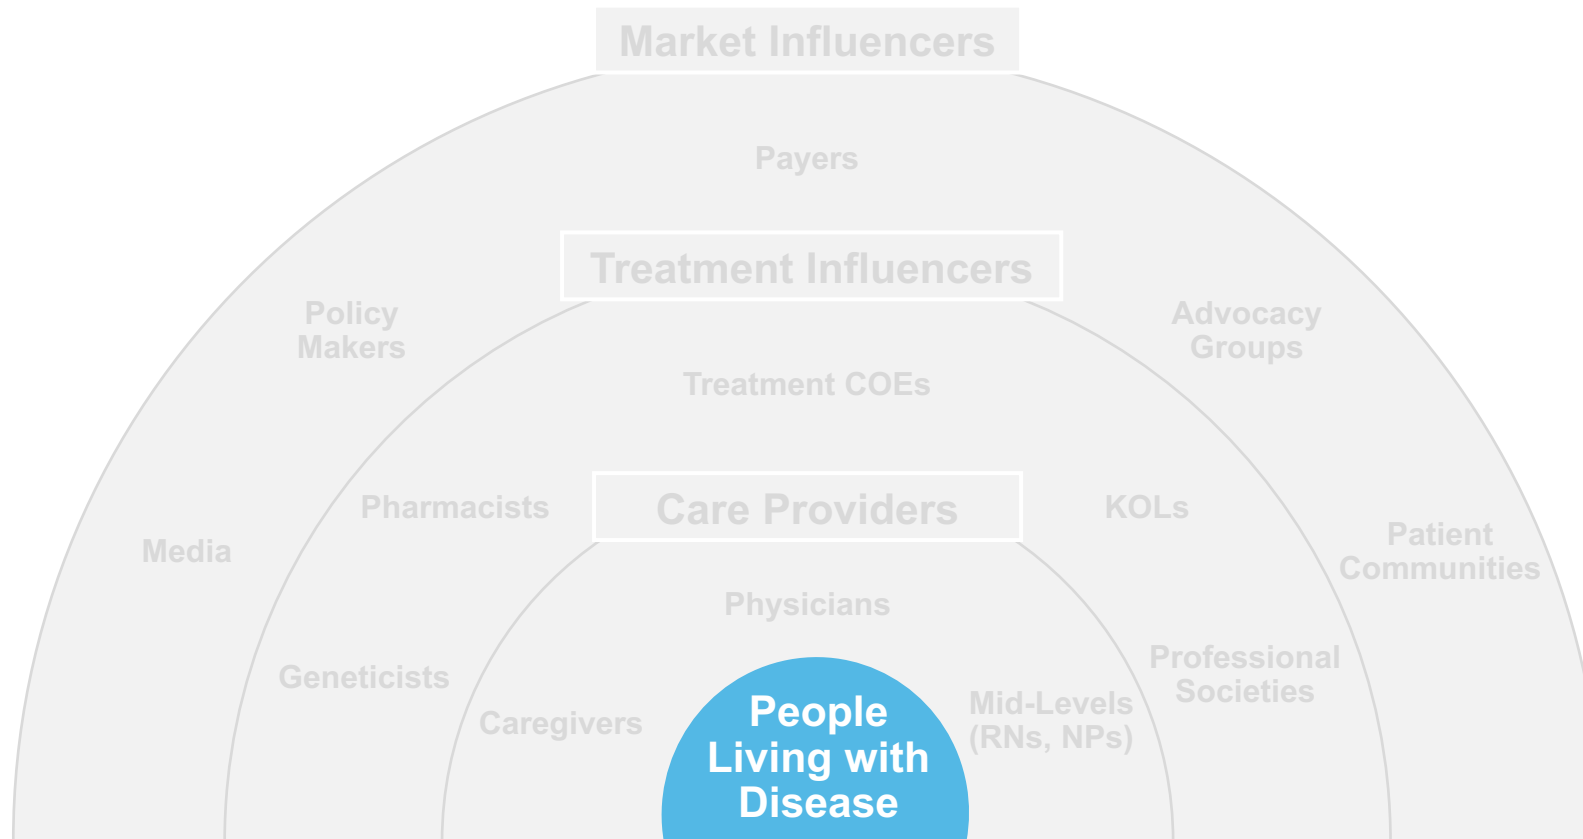 Market Influencers
Payers
Treatment Influencers
Policy
Makers
Advocacy
Groups
Treatment COEs
Pharmacists
Care Providers
KOLs
Media
Patient
Communities
Physicians
Geneticists
Professional
Societies
Caregivers
Mid-Levels
(RNs, NPs)
People
Living with
Disease